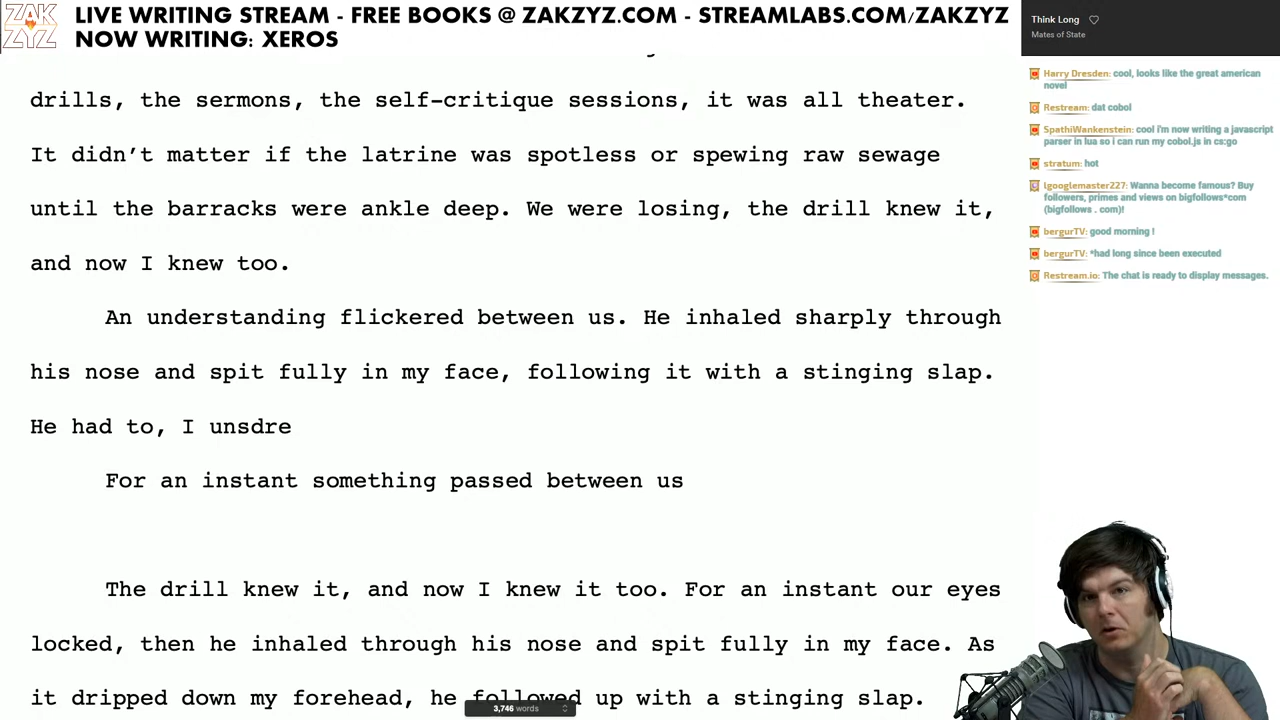 ZAK
ZYZ
LIVE WRITING STREAM - FREE BOOKS @ ZAKZYZ.COM - STREAMLABS.COM/ZAKZYZ
NOW WRITING: XEROS
drills, the sermons, the self-critique sessions, it was all theater.
It didn’t matter if the latrine was spotless or spewing raw sewage
until the barracks were ankle deep. We were losing, the drill knew it,
and now I knew too.
An understanding flickered between us. He inhaled sharply through
his nose and spit fully in my face, following it with a stinging slap.
He had to, I unsdre
For an instant something passed between us
The drill knew it, and now I knew it too. For an instant our eyes
locked, then he inhaled through his nose and spit fully in my face. As
it dripped down my forehead, he followed up with a stinging slap.
3,746 words
Think Long
Mates of State
Harry Dresden: cool, looks like the great american
novel
Restream: dat cobol
SpathiWankenstein: cool i'm now writing a javascript
parser in lua so i can run my cobol.js in cs:go
stratum: hot
lgooglemaster227: Wanna become famous? Buy
followers, primes and views on bigfollows*com
(bigfollows . com)!
bergurTV: good morning !
bergurTV: *had long since been executed
Restream.io: The chat is ready to display messages.